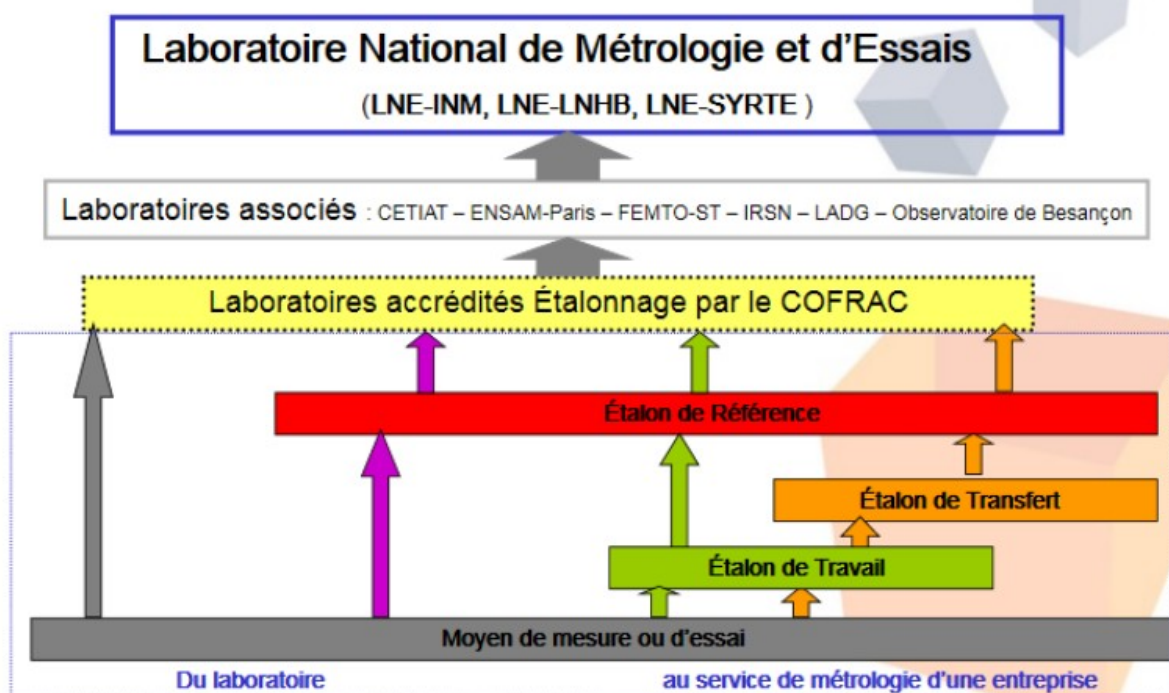 Laboratoire National de Métrologie et d'Essais
(LNE-INM, LNE-LNHB, LNE-SYRTE )
Laboratoires associés : CETIAT – ENSAM-Paris – FEMTO-ST – IRSN – LADG – Observatoire de Besançon
Laboratoires accrédités Étalonnage par le COFRAC
Étalon de Référence
Étalon de Transfert
Étalon de Travail
Moyen de mesure ou d'essai
Du laboratoire au service de métrologie d'une entreprise